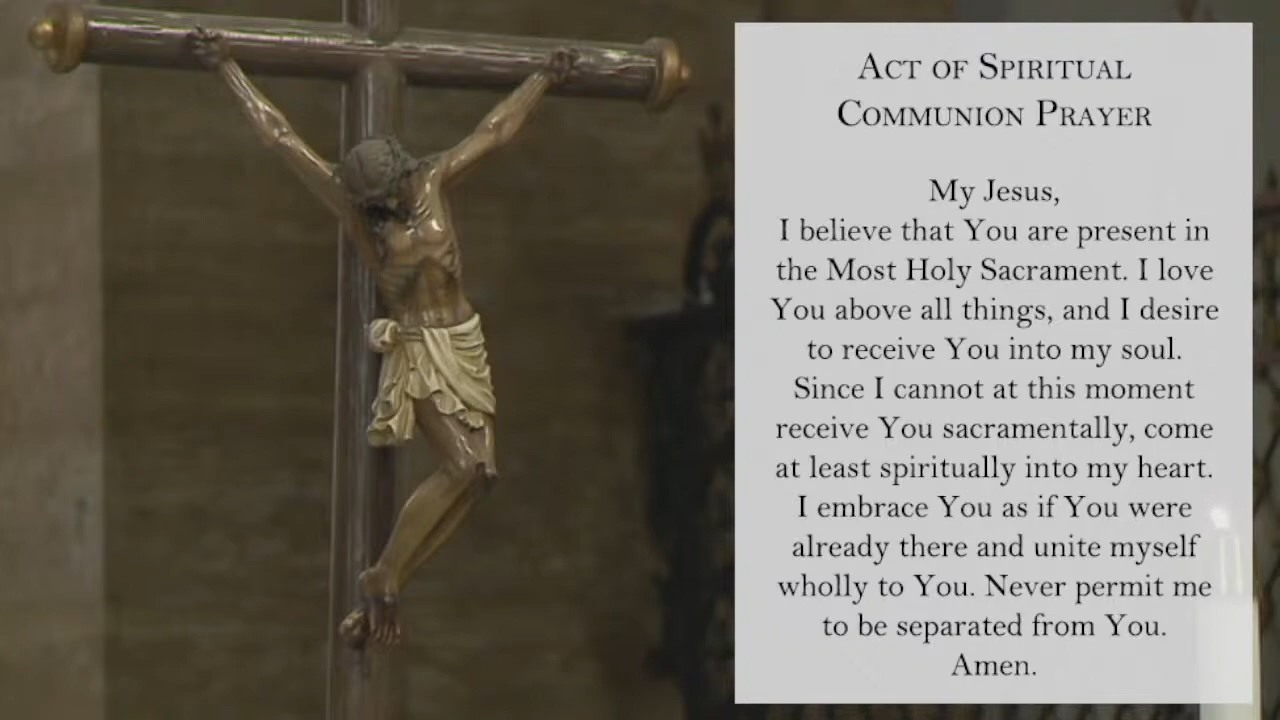 ACT OF SPIRITUAL
COMMUNION PRAYER
My Jesus,
I believe that You are present in
the Most Holy Sacrament. I love
You above all things, and I desire
to receive You into my soul.
Since I cannot at this moment
receive You sacramentally, come
at least spiritually into my heart.
I embrace You as if You were
already there and unite myself
wholly to You. Never permit me
to be separated from You.
Amen.